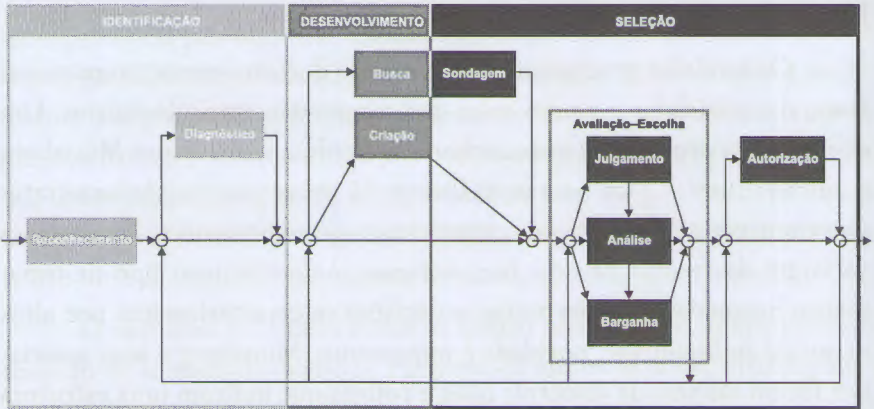 IDENTIFICAÇÃO
DESENVOLVIMENTO
SELEÇÃO
Busca
Sondagem
Diagnóstico
Criação
Avaliação–Escolha
Julgamento
Autorização
Reconhecimento
Análise
Barganha